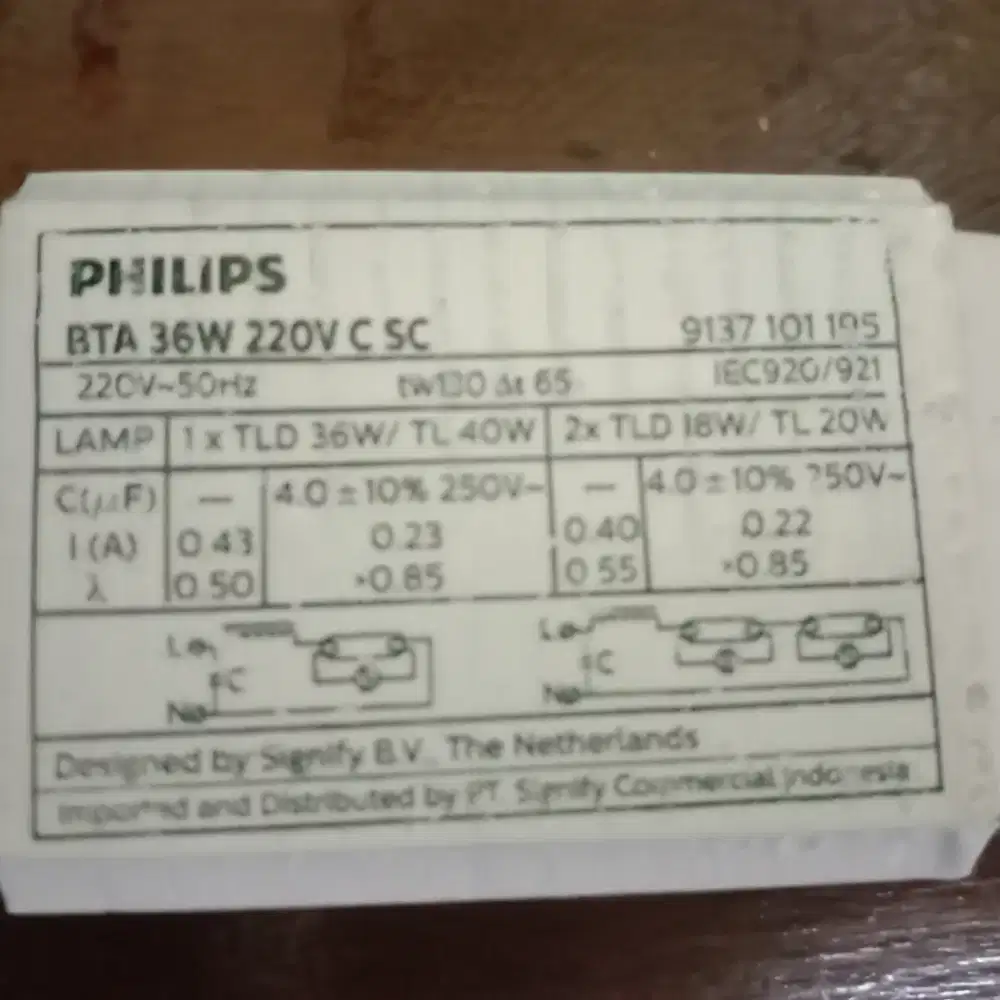 PHILIPS
BTA 36W 220V C SC 9137 101 195
220V~50Hz tw130 Δt 65 IEC920/921
LAMP 1 x TLD 36W/ TL 40W 2x TLD 18W/ TL 20W
C(μF) — 4.0 ± 10% 250V~ — 4.0 ± 10% 250V~
I (A) 0.43 0.23 0.40 0.22
λ 0.50 >0.85 0.55 >0.85
L C N
L C N
Designed by Signify B.V. The Netherlands
Imported and Distributed by PT. Signify Commercial Indonesia